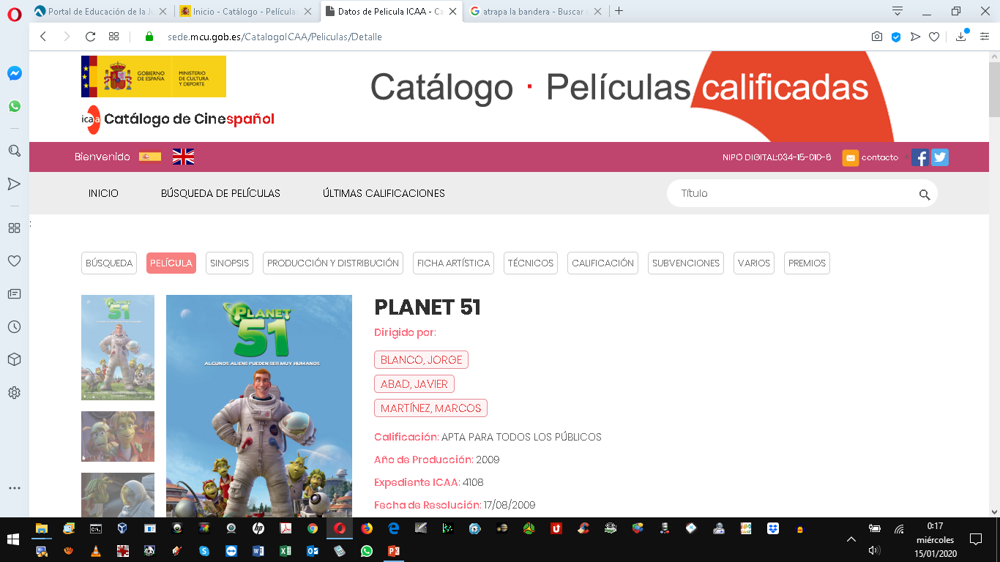 Portal de Educación de la J
Inicio - Catálogo - Películas
Datos de Pelicula ICAA - Ca
atrapa la bandera - Buscar
sede.mcu.gob.es/CatalogoICAA/Peliculas/Detalle
GOBIERNO DE ESPAÑA
MINISTERIO DE CULTURA Y DEPORTE
Catálogo · Películas calificadas
icaa Catálogo de Cinespañol
Bienvenido
NIPO DIGITAL:034-15-010-6
contacto
INICIO
BÚSQUEDA DE PELÍCULAS
ÚLTIMAS CALIFICACIONES
Título
:
BÚSQUEDA
PELÍCULA
SINOPSIS
PRODUCCIÓN Y DISTRIBUCIÓN
FICHA ARTÍSTICA
TÉCNICOS
CALIFICACIÓN
SUBVENCIONES
VARIOS
PREMIOS
PLANET
51
PLANET
51
ALGUNOS ALIENS PUEDEN SER MUY HUMANOS
PLANET 51
Dirigido por:
BLANCO, JORGE
ABAD, JAVIER
MARTÍNEZ, MARCOS
Calificación: APTA PARA TODOS LOS PÚBLICOS
Año de Producción: 2009
Expediente ICAA: 4108
Fecha de Resolución: 17/08/2009
0:17
miércoles
15/01/2020